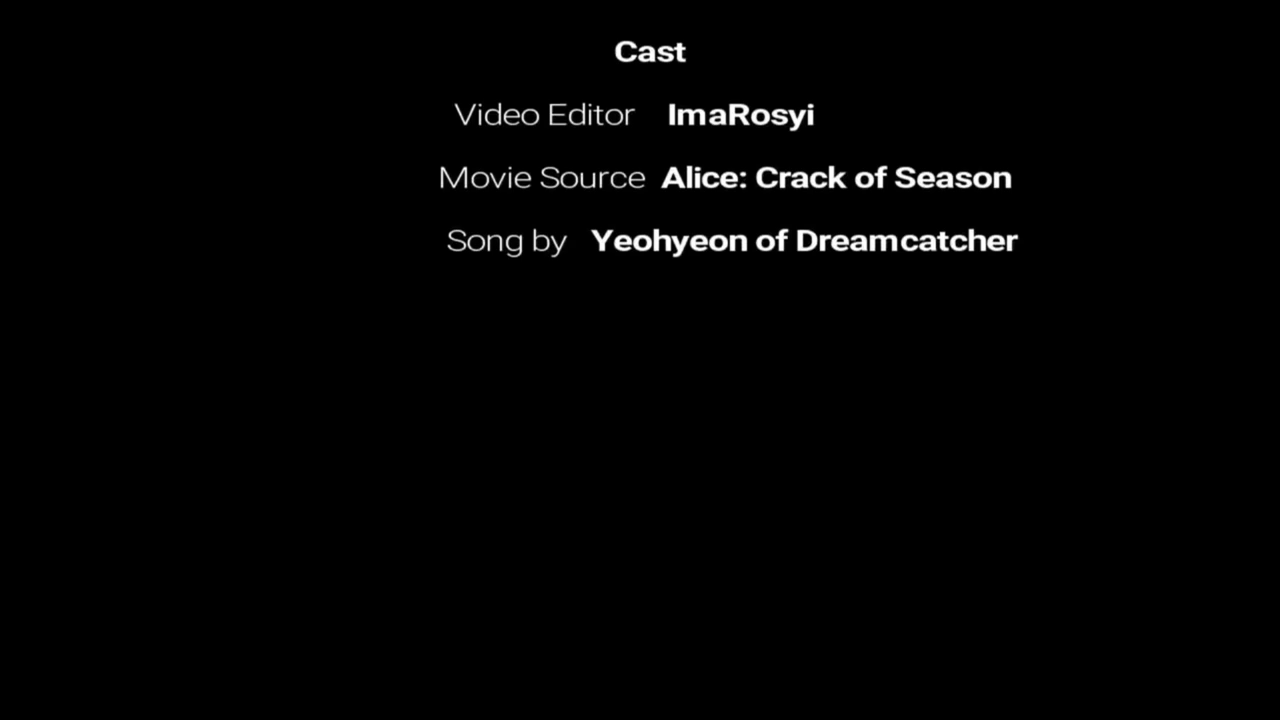 Cast
Video Editor ImaRosyi
Movie Source Alice: Crack of Season
Song by Yeohyeon of Dreamcatcher